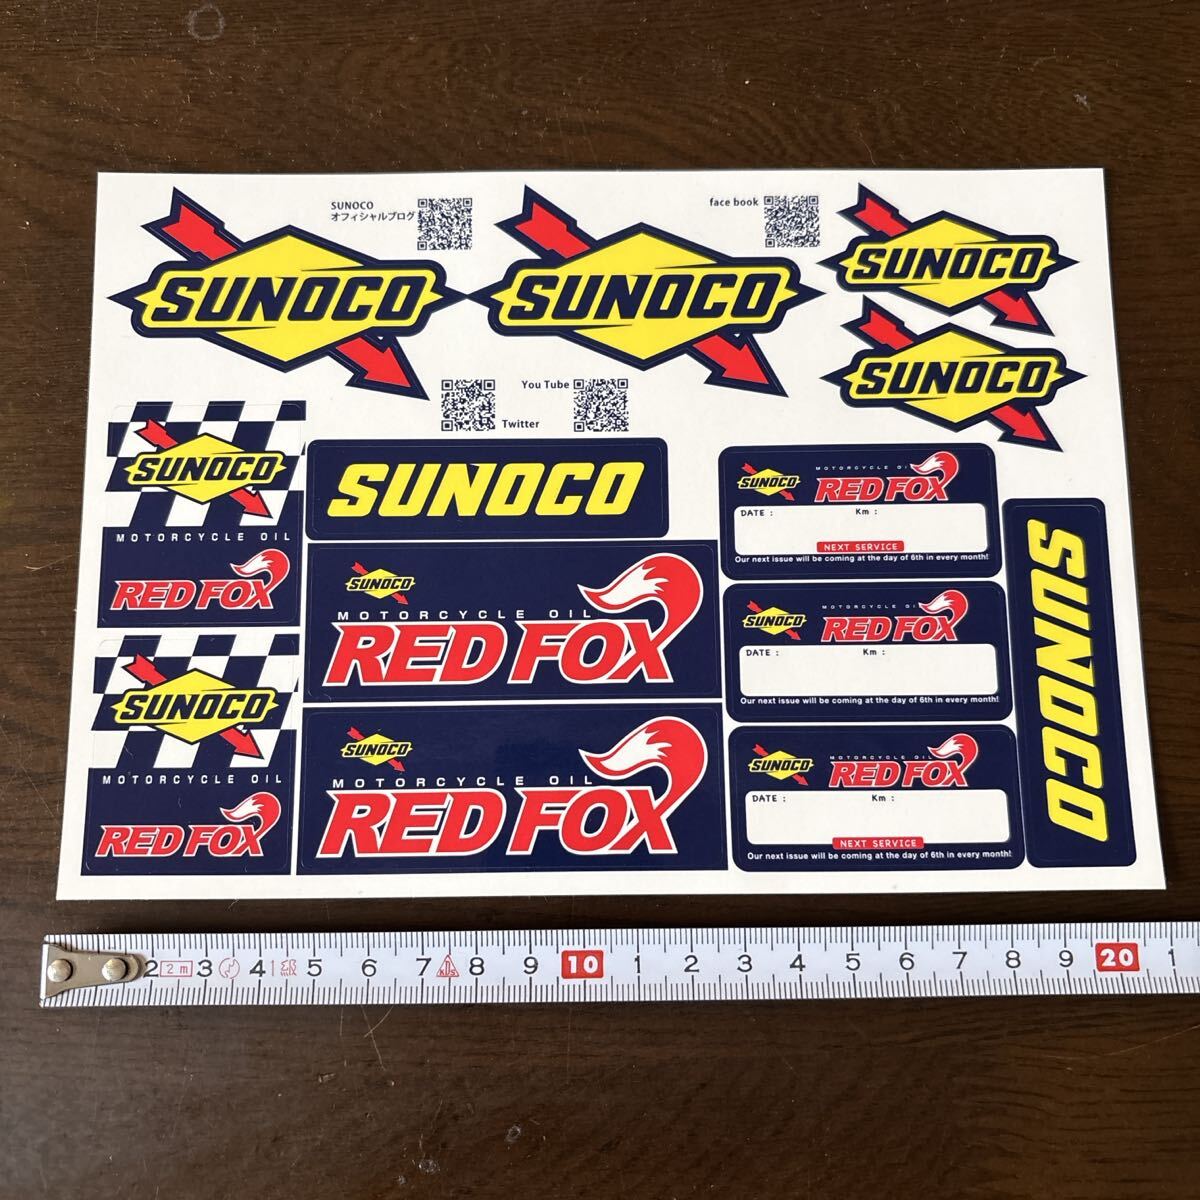 SUNOCO
オフィシャルブログ
face book
SUNOCO
SUNOCO
SUNOCO
SUNOCO
You Tube
Twitter
SUNOCO
MOTORCYCLE OIL
RED FOX
SUNOCO
MOTORCYCLE OIL
RED FOX
SUNOCO
SUNOCO
MOTORCYCLE OIL
RED FOX
SUNOCO
MOTORCYCLE OIL
RED FOX
SUNOCO
MOTORCYCLE OIL
RED FOX
DATE : Km :
NEXT SERVICE
Our next issue will be coming at the day of 6th in every month!
SUNOCO
MOTORCYCLE OIL
RED FOX
DATE : Km :
Our next issue will be coming at the day of 6th in every month!
SUNOCO
MOTORCYCLE OIL
RED FOX
DATE : Km :
NEXT SERVICE
Our next issue will be coming at the day of 6th in every month!
SUNOCO
2 2m 3 4 5 6 7 KDS 8 9 10 1 2 3 4 5 6 7 8 9 20 1